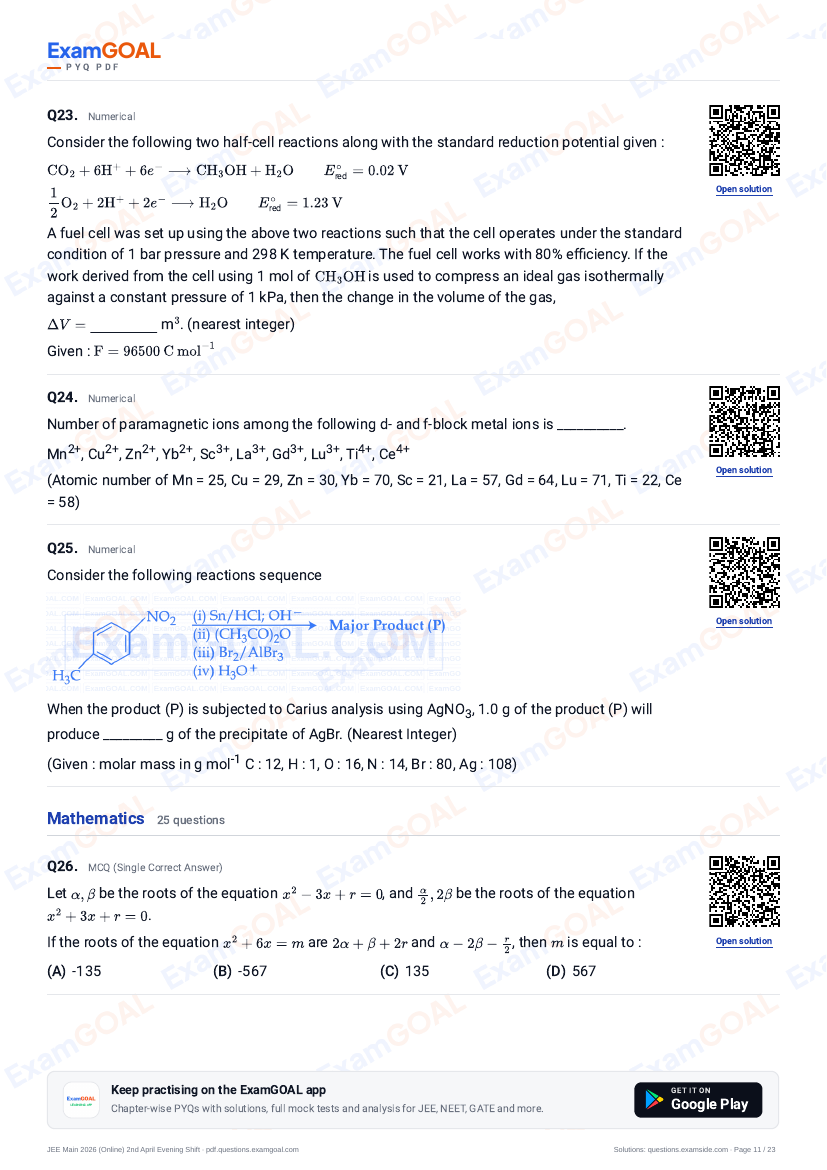 ExamGOAL
PYQ PDF
Q23. Numerical
Consider the following two half-cell reactions along with the standard reduction potential given :
CO₂ + 6H⁺ + 6e⁻ ⟶ CH₃OH + H₂O E°red = 0.02 V
1/2 O₂ + 2H⁺ + 2e⁻ ⟶ H₂O E°red = 1.23 V
A fuel cell was set up using the above two reactions such that the cell operates under the standard
condition of 1 bar pressure and 298 K temperature. The fuel cell works with 80% efficiency. If the
work derived from the cell using 1 mol of CH₃OH is used to compress an ideal gas isothermally
against a constant pressure of 1 kPa, then the change in the volume of the gas,
ΔV = _________ m³. (nearest integer)
Given : F = 96500 C mol⁻¹
Open solution
Q24. Numerical
Number of paramagnetic ions among the following d- and f-block metal ions is _________.
Mn²⁺, Cu²⁺, Zn²⁺, Yb²⁺, Sc³⁺, La³⁺, Gd³⁺, Lu³⁺, Ti⁴⁺, Ce⁴⁺
(Atomic number of Mn = 25, Cu = 29, Zn = 30, Yb = 70, Sc = 21, La = 57, Gd = 64, Lu = 71, Ti = 22, Ce
= 58)
Open solution
Q25. Numerical
Consider the following reactions sequence
NO₂
H₃C
(i) Sn/HCl; OH⁻
(ii) (CH₃CO)₂O
(iii) Br₂/AlBr₃
(iv) H₃O⁺
Major Product (P)
ExamGOAL.COM
When the product (P) is subjected to Carius analysis using AgNO₃, 1.0 g of the product (P) will
produce _________ g of the precipitate of AgBr. (Nearest Integer)
(Given : molar mass in g mol⁻¹ C : 12, H : 1, O : 16, N : 14, Br : 80, Ag : 108)
Open solution
Mathematics 25 questions
Q26. MCQ (Single Correct Answer)
Let α, β be the roots of the equation x² − 3x + r = 0, and α/2, 2β be the roots of the equation
x² + 3x + r = 0.
If the roots of the equation x² + 6x = m are 2α + β + 2r and α − 2β − r/2, then m is equal to :
(A) -135 (B) -567 (C) 135 (D) 567
Open solution
ExamGOAL
Keep practising on the ExamGOAL app
Chapter-wise PYQs with solutions, full mock tests and analysis for JEE, NEET, GATE and more.
GET IT ON
Google Play
JEE Main 2026 (Online) 2nd April Evening Shift · pdf.questions.examgoal.com
Solutions: questions.examside.com · Page 11 / 23